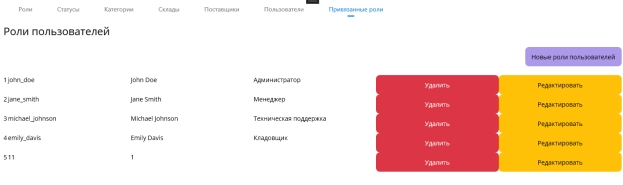 Роли Статусы Категории Склады Поставщики Пользователи Привязанные роли
Роли пользователей
Новые роли пользователей
1 john_doe John Doe Администратор Удалить Редактировать
2 jane_smith Jane Smith Менеджер Удалить Редактировать
3 michael_johnson Michael Johnson Техническая поддержка Удалить Редактировать
4 emily_davis Emily Davis Кладовщик Удалить Редактировать
5 11 1 Удалить Редактировать